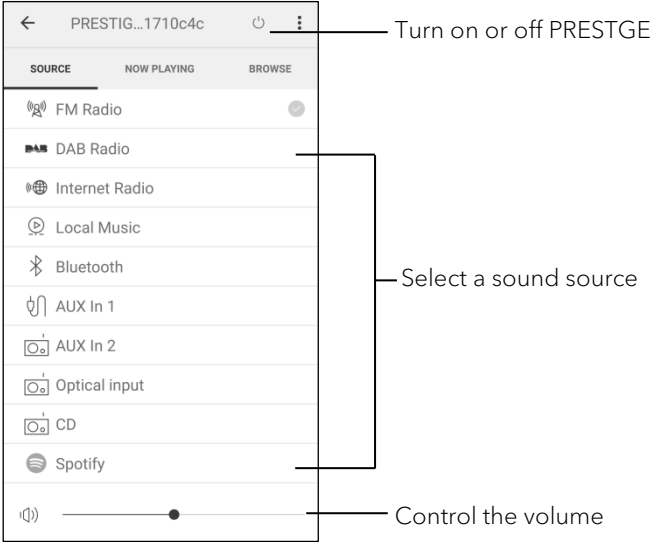 PRESTIG...1710c4c
Turn on or off PRESTGE
SOURCE NOW PLAYING BROWSE
FM Radio
DAB DAB Radio
Internet Radio
Select a sound source
Local Music
Bluetooth
AUX In 1
AUX In 2
Optical input
CD
Spotify
Control the volume